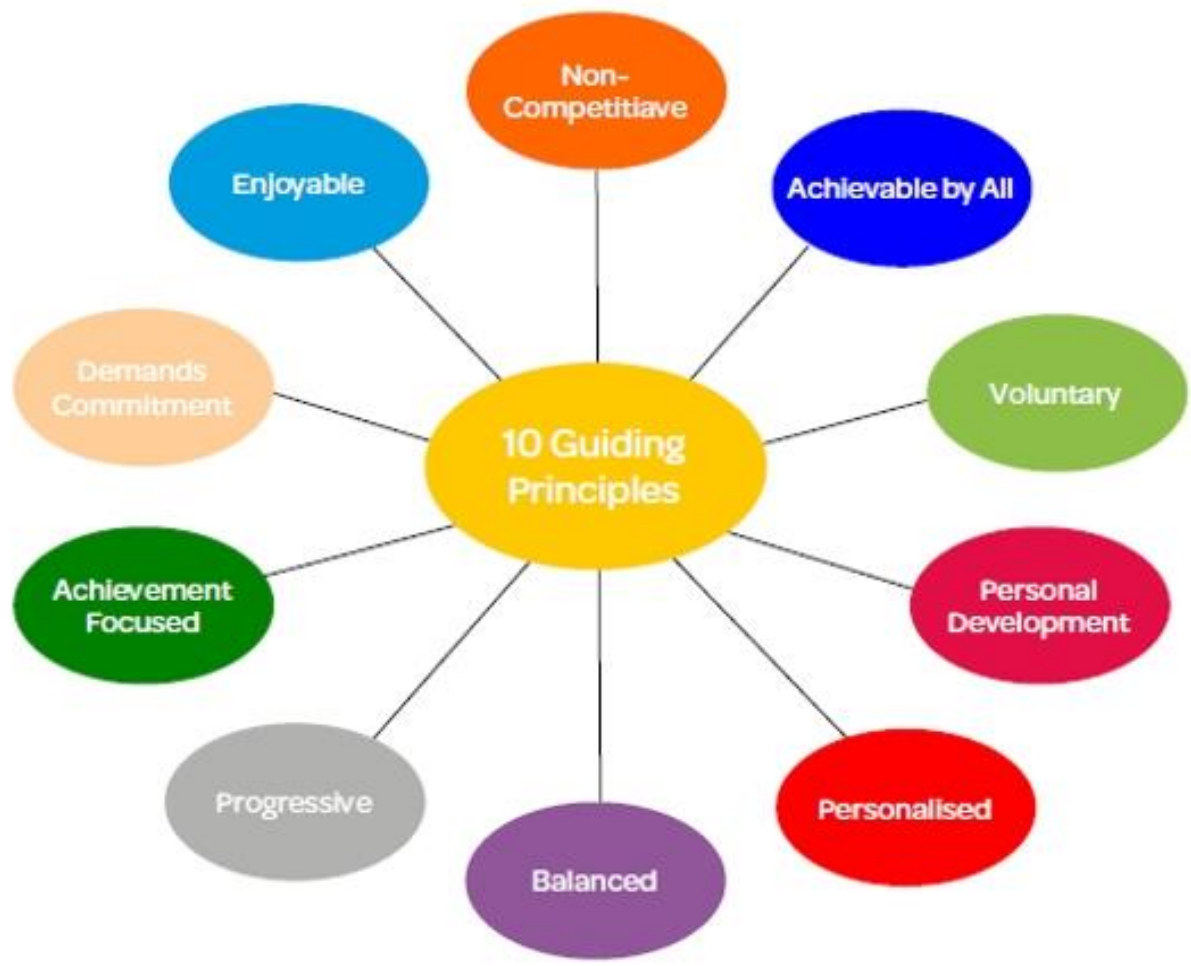 Non-
Competitiave
Achievable by All
Enjoyable
Voluntary
Demands
Commitment
10 Guiding
Principles
Personal
Development
Achievement
Focused
Personalised
Progressive
Balanced